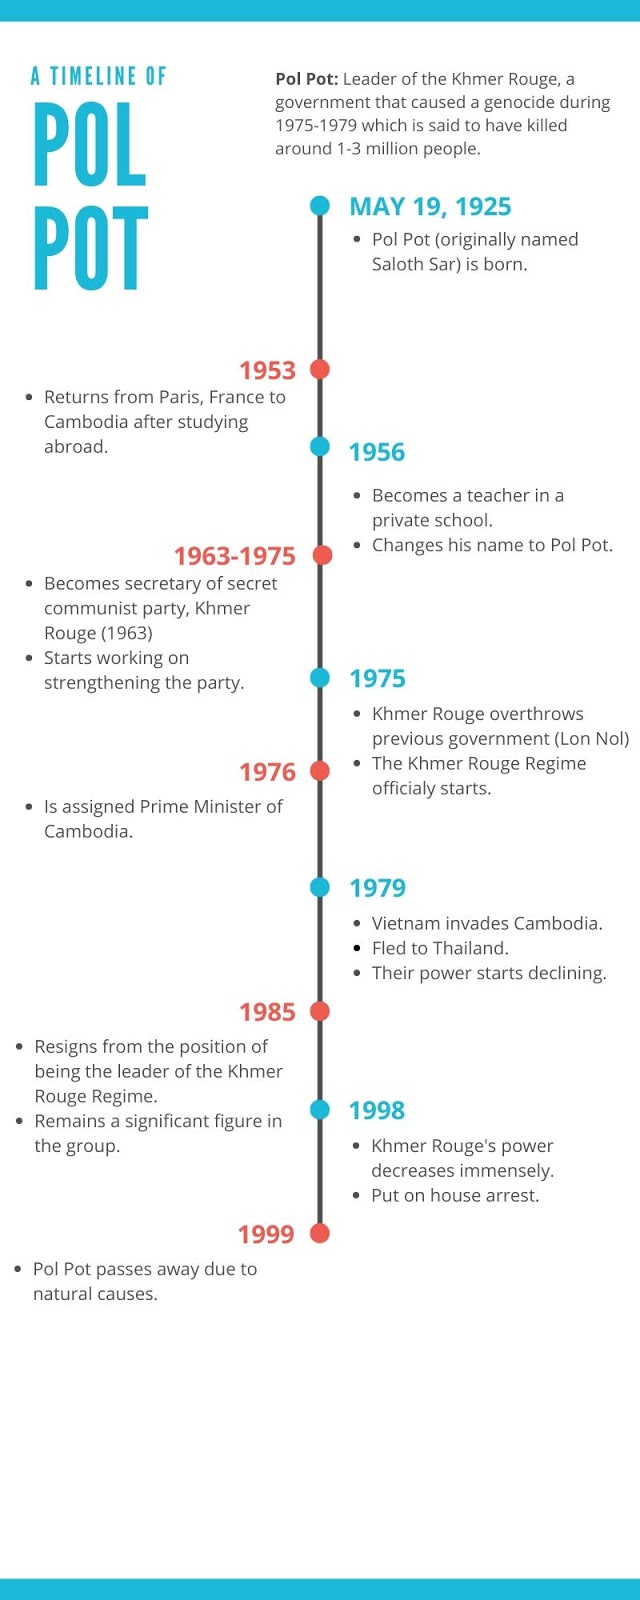 A TIMELINE OF
POL
POT
Pol Pot: Leader of the Khmer Rouge, a
government that caused a genocide during
1975-1979 which is said to have killed
around 1-3 million people.
MAY 19, 1925
• Pol Pot (originally named
Saloth Sar) is born.
1953
• Returns from Paris, France to
Cambodia after studying
abroad.
1956
• Becomes a teacher in a
private school.
• Changes his name to Pol Pot.
1963-1975
• Becomes secretary of secret
communist party, Khmer
Rouge (1963)
• Starts working on
strengthening the party.
1975
• Khmer Rouge overthrows
previous government (Lon Nol)
• The Khmer Rouge Regime
officialy starts.
1976
• Is assigned Prime Minister of
Cambodia.
1979
• Vietnam invades Cambodia.
• Fled to Thailand.
• Their power starts declining.
1985
• Resigns from the position of
being the leader of the Khmer
Rouge Regime.
• Remains a significant figure in
the group.
1998
• Khmer Rouge's power
decreases immensely.
• Put on house arrest.
1999
• Pol Pot passes away due to
natural causes.